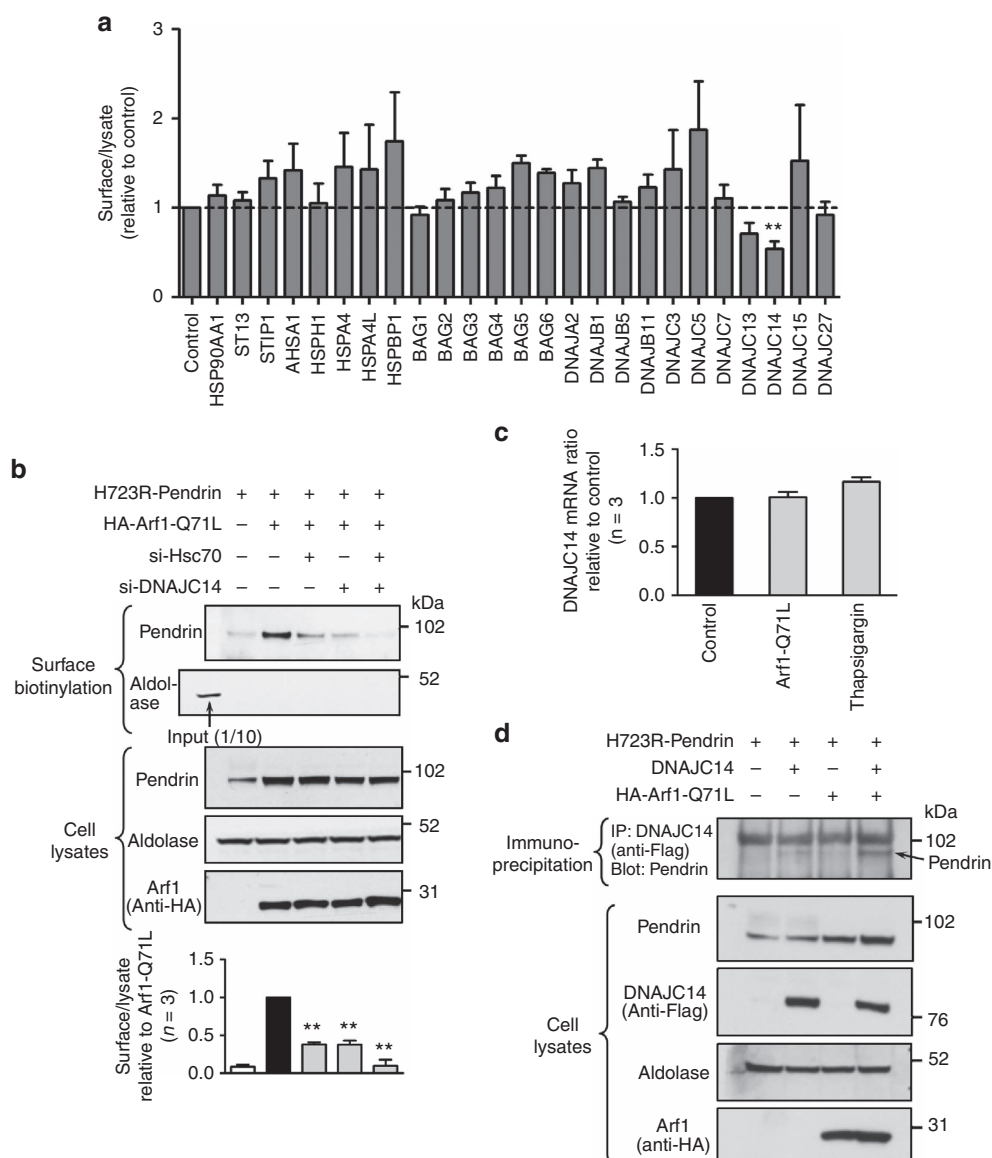 a
Surface/lysate
(relative to control)
3
2
1
0
Control
HSP90AA1
ST13
STIP1
AHSA1
HSPH1
HSPA4
HSPA4L
HSPBP1
BAG1
BAG2
BAG3
BAG4
BAG5
BAG6
DNAJA2
DNAJB1
DNAJB5
DNAJB11
DNAJC3
DNAJC5
DNAJC7
DNAJC13
DNAJC14
DNAJC15
DNAJC27
**
b
H723R-Pendrin + + + + +
HA-Arf1-Q71L – + + + +
si-Hsc70 – – + – +
si-DNAJC14 – – – + +
kDa
Surface
biotinylation
Pendrin
102
Aldol-
ase
52
Input (1/10)
Cell
lysates
Pendrin
102
Aldolase
52
Arf1
(Anti-HA)
31
Surface/lysate
relative to Arf1-Q71L
(n = 3)
1.5
1.0
0.5
0.0
** ** **
c
DNAJC14 mRNA ratio
relative to control
(n = 3
1.5
1.0
0.5
0.0
Control
Arf1-Q71L
Thapsigargin
d
H723R-Pendrin + + + +
DNAJC14 – + – +
HA-Arf1-Q71L – – + +
kDa
Immuno-
precipitation
IP: DNAJC14
(anti-Flag)
Blot: Pendrin
102
Pendrin
Cell
lysates
Pendrin
102
DNAJC14
(Anti-Flag)
76
Aldolase
52
Arf1
(anti-HA)
31